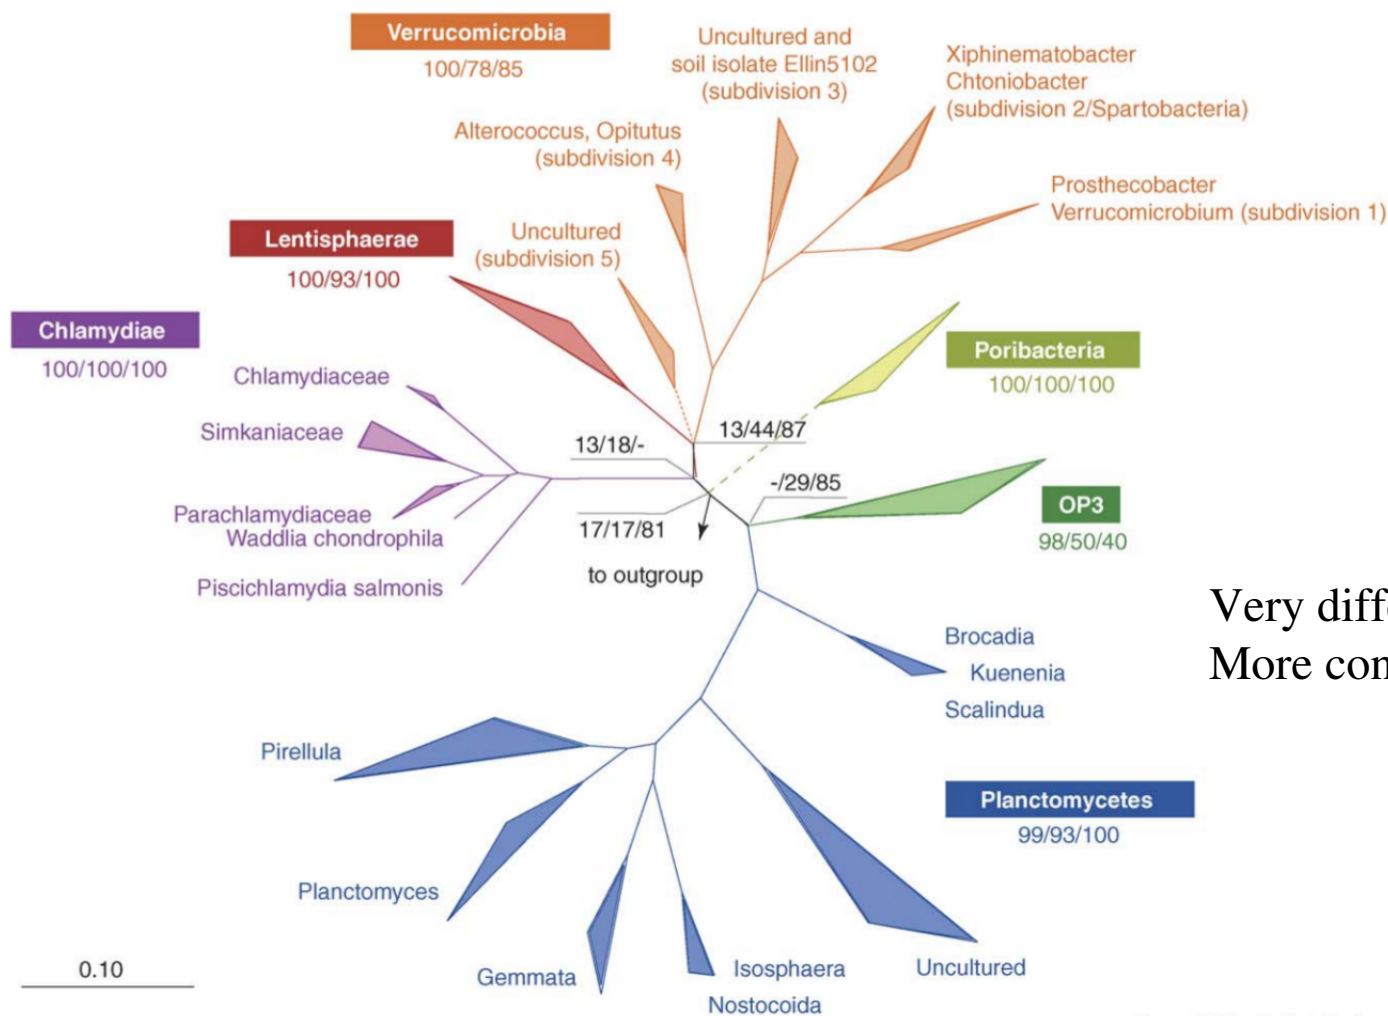 Verrucomicrobia
100/78/85
Uncultured and
soil isolate Ellin5102
(subdivision 3)
Xiphinematobacter
Chtoniobacter
(subdivision 2/Spartobacteria)
Alterococcus, Opitutus
(subdivision 4)
Prosthecobacter
Verrucomicrobium (subdivision 1)
Lentisphaerae
100/93/100
Uncultured
(subdivision 5)
Chlamydiae
100/100/100
Poribacteria
100/100/100
Chlamydiaceae
Simkaniaceae
13/18/-
13/44/87
-/29/85
Parachlamydiaceae
Waddlia chondrophila
17/17/81
OP3
98/50/40
to outgroup
Piscichlamydia salmonis
Very diffe
More con
Brocadia
Kuenenia
Scalindua
Pirellula
Planctomycetes
99/93/100
Planctomyces
Gemmata
Isosphaera
Nostocoida
Uncultured
0.10